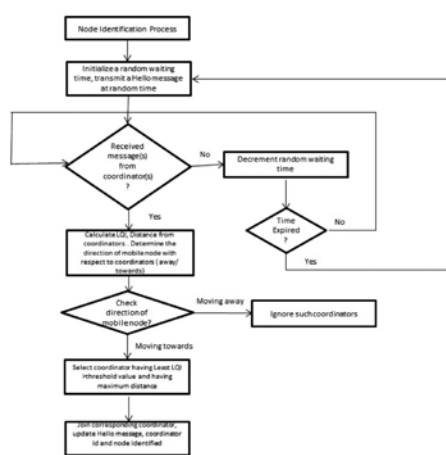 Node Identification Process
Initialize a random waiting
time, transmit a Hello message
at random time
Received
message(s)
from
coordinator(s)
?
No
Decrement random waiting
time
Time
Expired
?
No
Yes
Yes
Calculate LQI, Distance from
coordinators . Determine the
direction of mobile node with
respect to coordinators ( away/
towards)
Check
direction of
mobile node?
Moving away
Ignore such coordinators
Moving towards
Select coordinator having Least LQI
>threshold value and having
maximum distance
Join corresponding coordinator,
update Hello message, coordinator
id and node identified